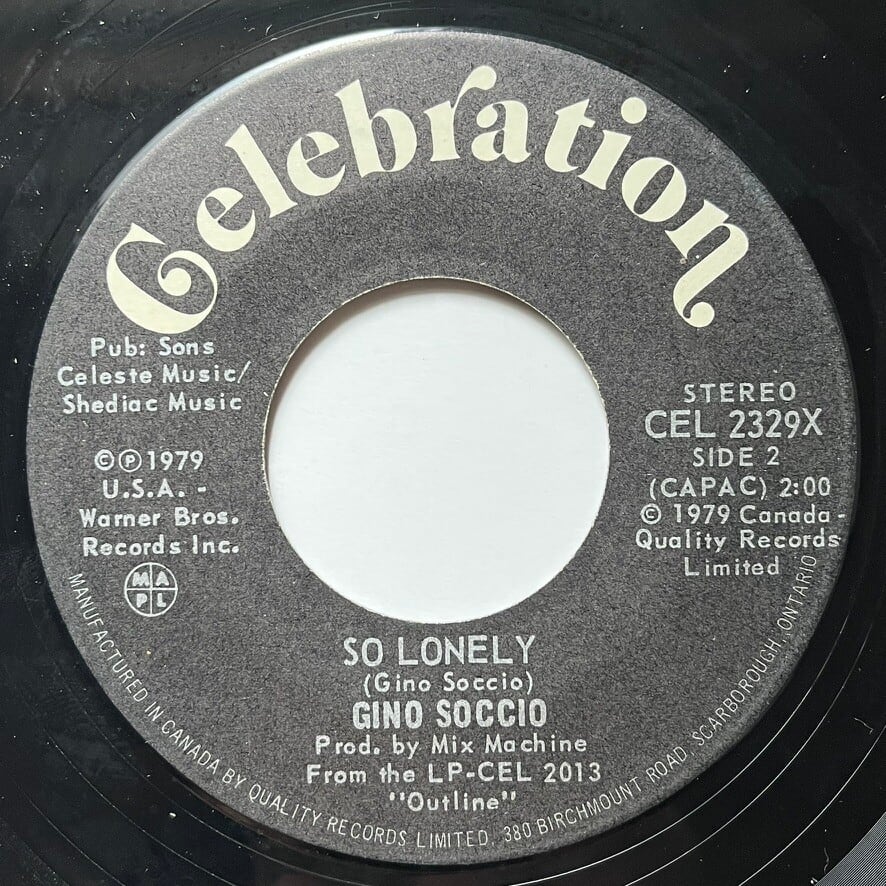 Celebration
Pub: Sons
Celeste Music/
Shediac Music
©℗1979
U.S.A. -
Warner Bros.
Records Inc.
M A
P L
STEREO
CEL 2329X
SIDE 2
(CAPAC) 2:00
© 1979 Canada-
Quality Records
Limited
SO LONELY
(Gino Soccio)
GINO SOCCIO
Prod. by Mix Machine
From the LP-CEL 2013
"Outline"
MANUFACTURED IN CANADA BY QUALITY RECORDS LIMITED, 380 BIRCHMOUNT ROAD, SCARBOROUGH, ONTARIO